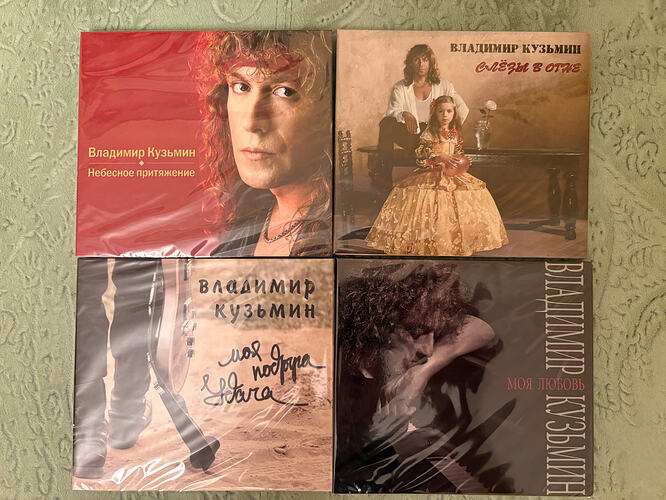 Владимир Кузьмин
Небесное притяжение
ВЛАДИМИР КУЗЬМИН
СЛЁЗЫ В ОГНЕ
ВЛАДИМИР
КУЗЬМИН
моя
подруга
Удача
МОЯ ЛЮБОВЬ
ВЛАДИМИР КУЗЬМИН